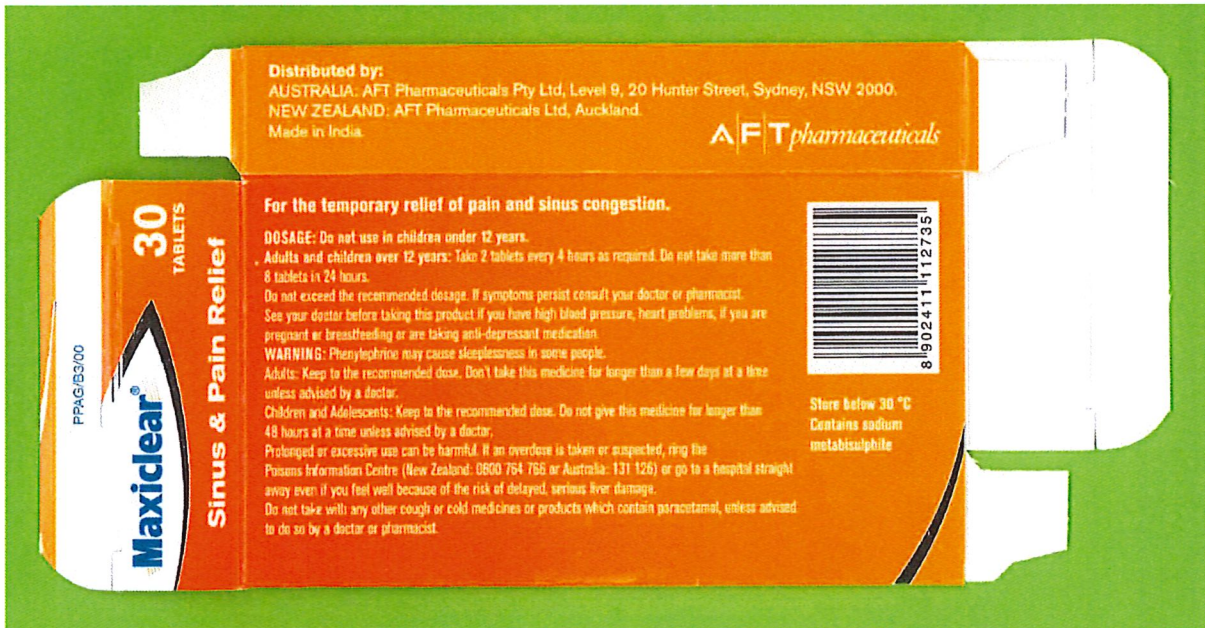 Distributed by:
AUSTRALIA: AFT Pharmaceuticals Pty Ltd, Level 9, 20 Hunter Street, Sydney, NSW 2000.
NEW ZEALAND: AFT Pharmaceuticals Ltd, Auckland.
Made in India.
AFT pharmaceuticals
PPAG/B3/00
Maxiclear®
30
TABLETS
Sinus & Pain Relief
For the temporary relief of pain and sinus congestion.
DOSAGE: Do not use in children under 12 years.
Adults and children over 12 years: Take 2 tablets every 4 hours as required. Do not take more than
8 tablets in 24 hours.
Do not exceed the recommended dosage. If symptoms persist consult your doctor or pharmacist.
See your doctor before taking this product if you have high blood pressure, heart problems, if you are
pregnant or breastfeeding or are taking anti-depressant medication.
WARNING: Phenylephrine may cause sleeplessness in some people.
Adults: Keep to the recommended dose. Don't take this medicine for longer than a few days at a time
unless advised by a doctor.
Children and Adolescents: Keep to the recommended dose. Do not give this medicine for longer than
48 hours at a time unless advised by a doctor.
Prolonged or excessive use can be harmful. If an overdose is taken or suspected, ring the
Poisons Information Centre (New Zealand: 0800 764 766 or Australia: 131 126) or go to a hospital straight
away even if you feel well because of the risk of delayed, serious liver damage.
Do not take with any other cough or cold medicines or products which contain paracetamol, unless advised
to do so by a doctor or pharmacist.
8 902411 112735
Store below 30 °C
Contains sodium
metabisulphite